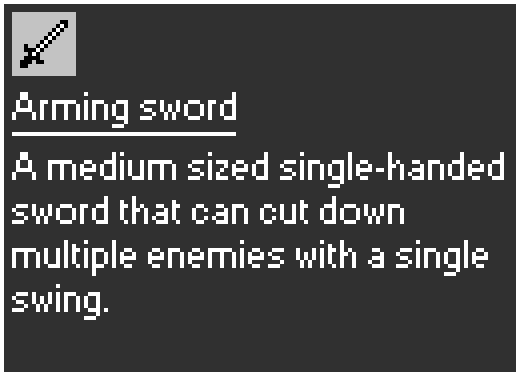 Arming sword
A medium sized single-handed
sword that can cut down
multiple enemies with a single
swing.